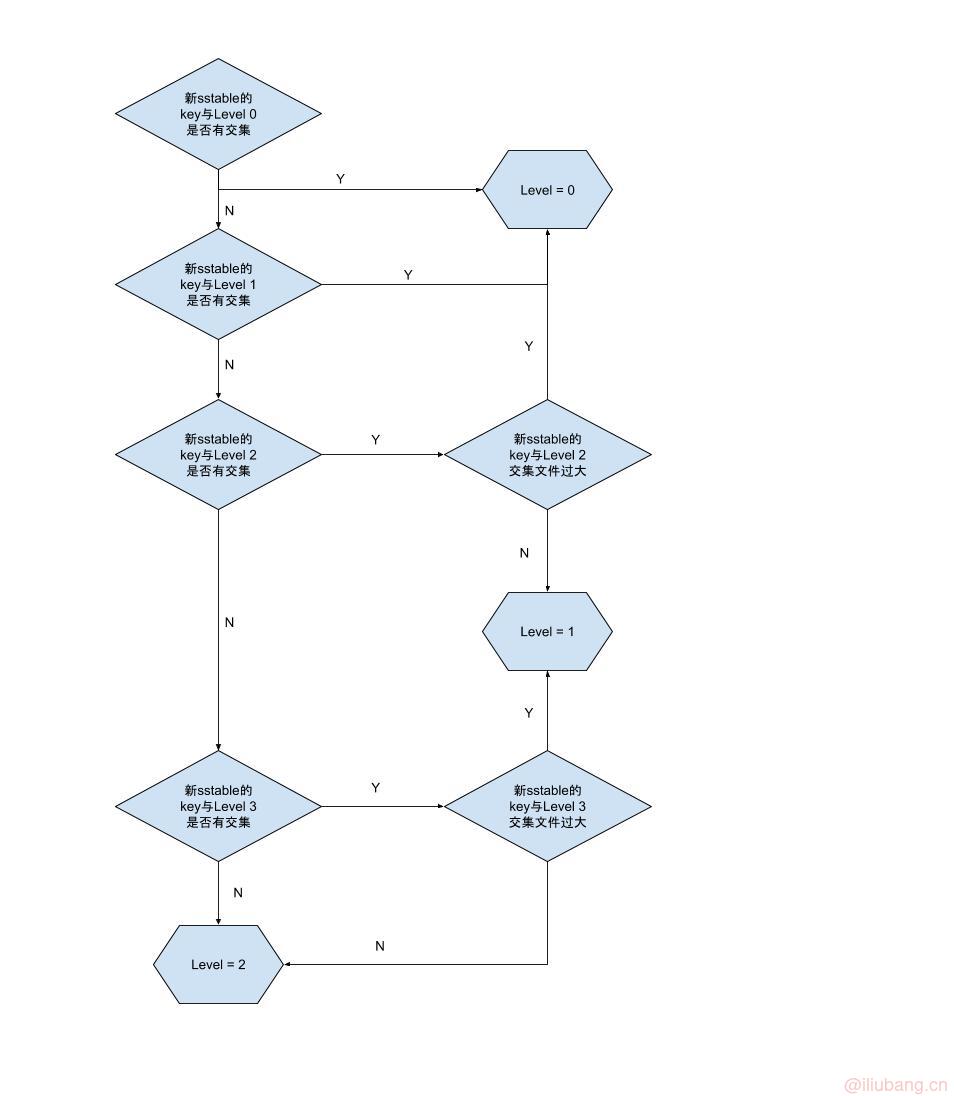 新sstable的
key与Level 0
是否有交集
Y
Level = 0
N
新sstable的
key与Level 1
是否有交集
Y
Y
N
新sstable的
key与Level 2
是否有交集
Y
新sstable的
key与Level 2
交集文件过大
N
N
Level = 1
Y
新sstable的
key与Level 3
是否有交集
Y
新sstable的
key与Level 3
交集文件过大
N
N
Level = 2
@iliubang.cn